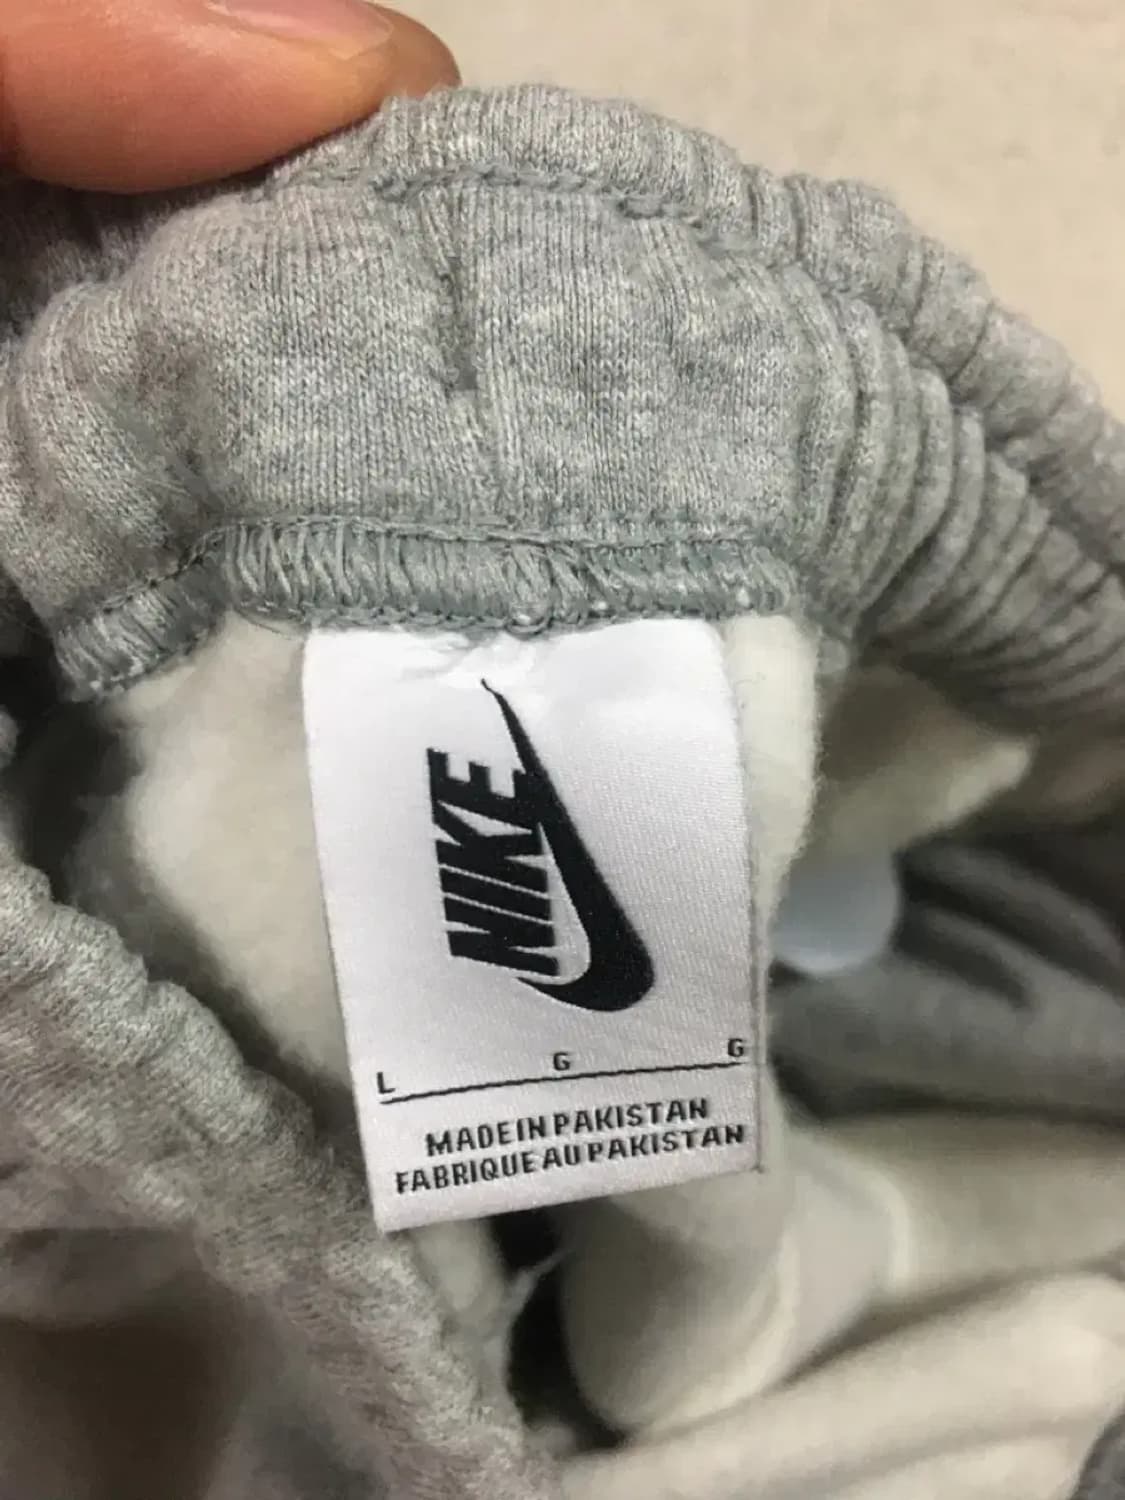 NIKE
L G G
MADE IN PAKISTAN
FABRIQUE AU PAKISTAN